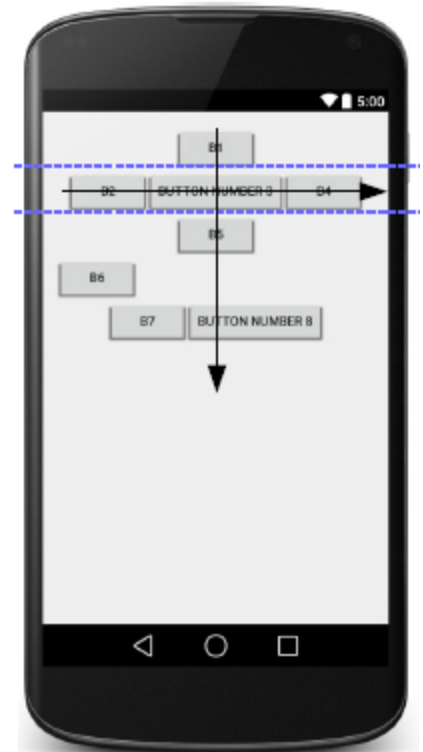 5:00
B1
B2 BUTTON NUMBER 3 B4
B5
B6
B7 BUTTON NUMBER 8